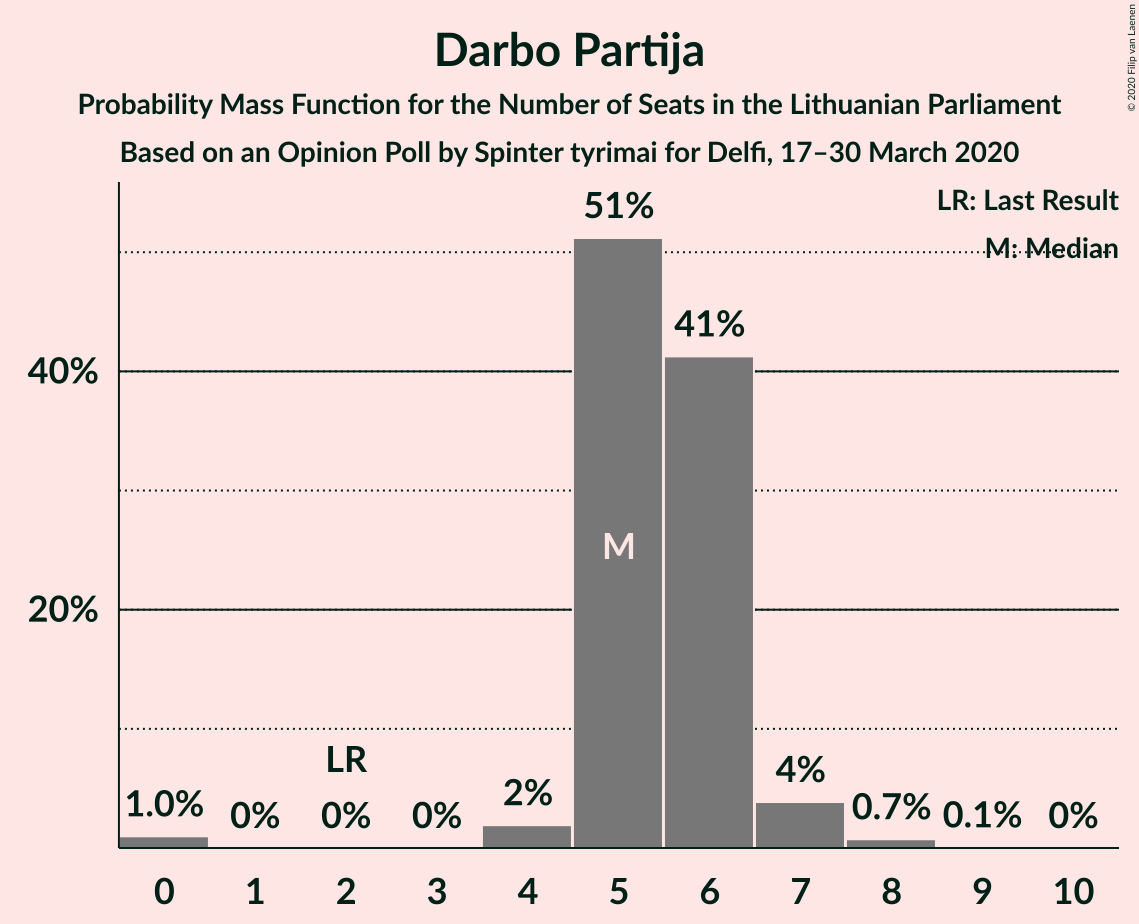 Darbo Partija
Probability Mass Function for the Number of Seats in the Lithuanian Parliament
Based on an Opinion Poll by Spinter tyrimai for Delfi, 17–30 March 2020
© 2020 Filip van Laenen
LR: Last Result
M: Median
51%
41%
40%
M
20%
LR
1.0% 0% 0% 0% 2% 4% 0.7% 0.1% 0%
0 1 2 3 4 5 6 7 8 9 10